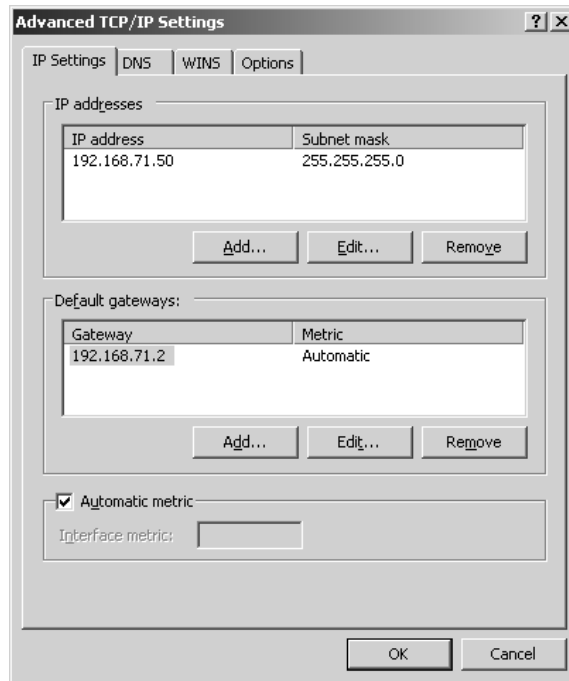 Advanced TCP/IP Settings
IP Settings DNS WINS Options
IP addresses
IP address Subnet mask
192.168.71.50 255.255.255.0
Add... Edit... Remove
Default gateways:
Gateway Metric
192.168.71.2 Automatic
Add... Edit... Remove
Automatic metric
Interface metric:
OK Cancel